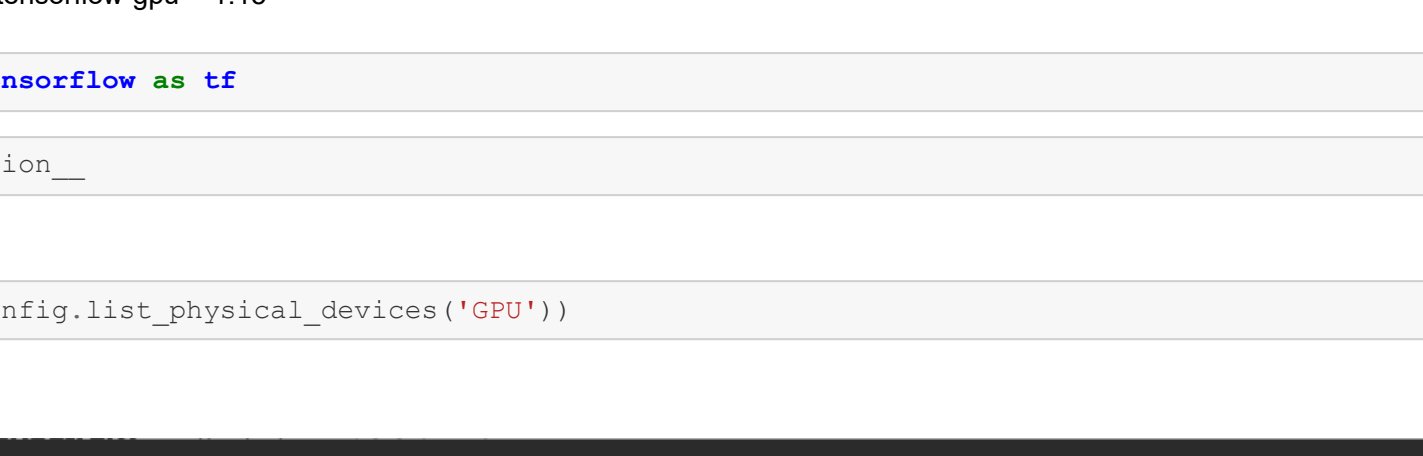 nsorflow as tf
ion__
nfig.list_physical_devices('GPU'))